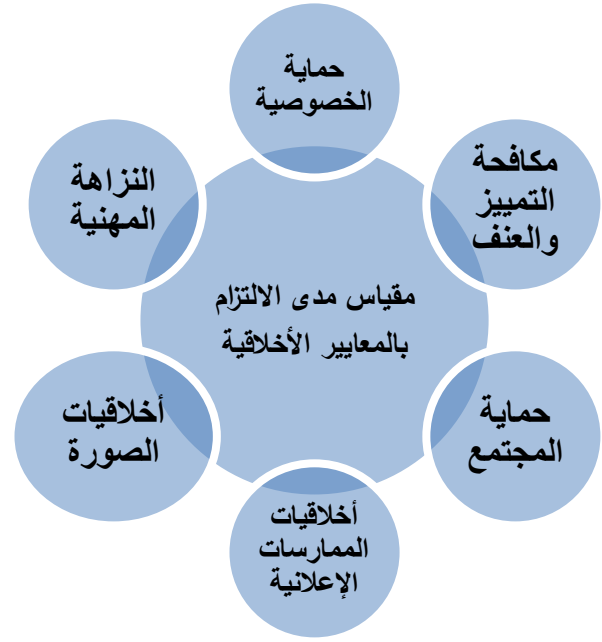 حماية
الخصوصية
مكافحة
التمييز
والعنف
النزاهة
المهنية
مقياس مدى الالتزام
بالمعايير الأخلاقية
حماية
المجتمع
أخلاقيات
الصورة
أخلاقيات
الممارسات
الإعلانية